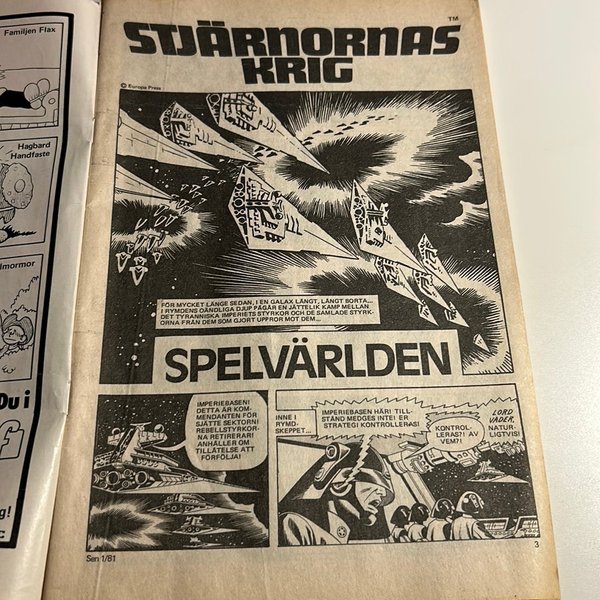 Familjen Flax
Hagbard
Handfaste
Du i
g!
STJÄRNORNAS
KRIG
TM
© Europa Press
FÖR MYCKET LÄNGE SEDAN, I EN GALAX LÅNGT, LÅNGT BORTA...
I RYMDENS OÄNDLIGA DJUP PÅGÅR EN JÄTTELIK KAMP MELLAN
DET TYRANNISKA IMPERIETS STYRKOR OCH DE SAMLADE STYR-
KORNA FRÅN DEM SOM GJORT UPPROR MOT DEM...
SPELVÄRLDEN
IMPERIEBASEN!
DETTA ÄR KOM-
MENDANTEN FÖR
SJÄTTE SEKTORN!
REBELLSTYRKOR-
NA RETIRERAR!
ANHÅLLER OM
TILLÅTELSE ATT
FÖRFÖLJA!
INNE I
RYMD-
SKEPPET...
IMPERIEBASEN HÄR! TILL-
STÅND MEDGES INTE! ER
STRATEGI KONTROLLERAS!
KONTROL-
LERAS?! AV
VEM?!
LORD
VADER,
NATUR-
LIGTVIS!
Sen 1/81
3